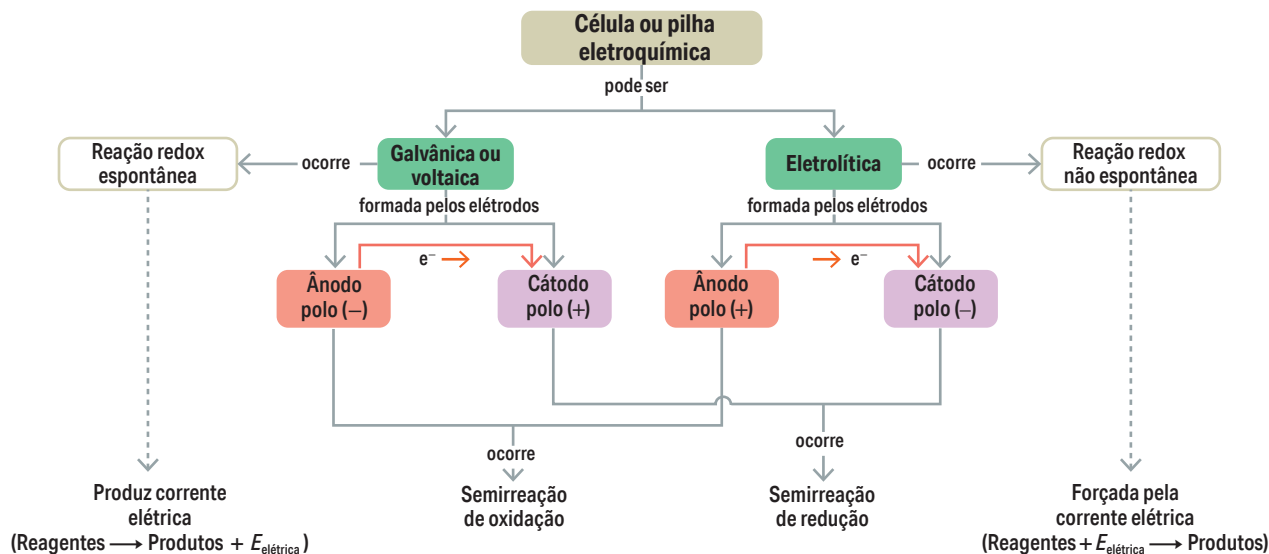 Célula ou pilha
eletroquímica
pode ser
Reação redox
espontânea
ocorre
Galvânica ou
voltaica
Eletrolítica
ocorre
Reação redox
não espontânea
formada pelos elétrodos
formada pelos elétrodos
e⁻
e⁻
Ânodo
polo (−)
Cátodo
polo (+)
Ânodo
polo (+)
Cátodo
polo (−)
ocorre
ocorre
Produz corrente
elétrica
(Reagentes ⟶ Produtos + E elétrica)
Semirreação
de oxidação
Semirreação
de redução
Forçada pela
corrente elétrica
(Reagentes + E elétrica ⟶ Produtos)